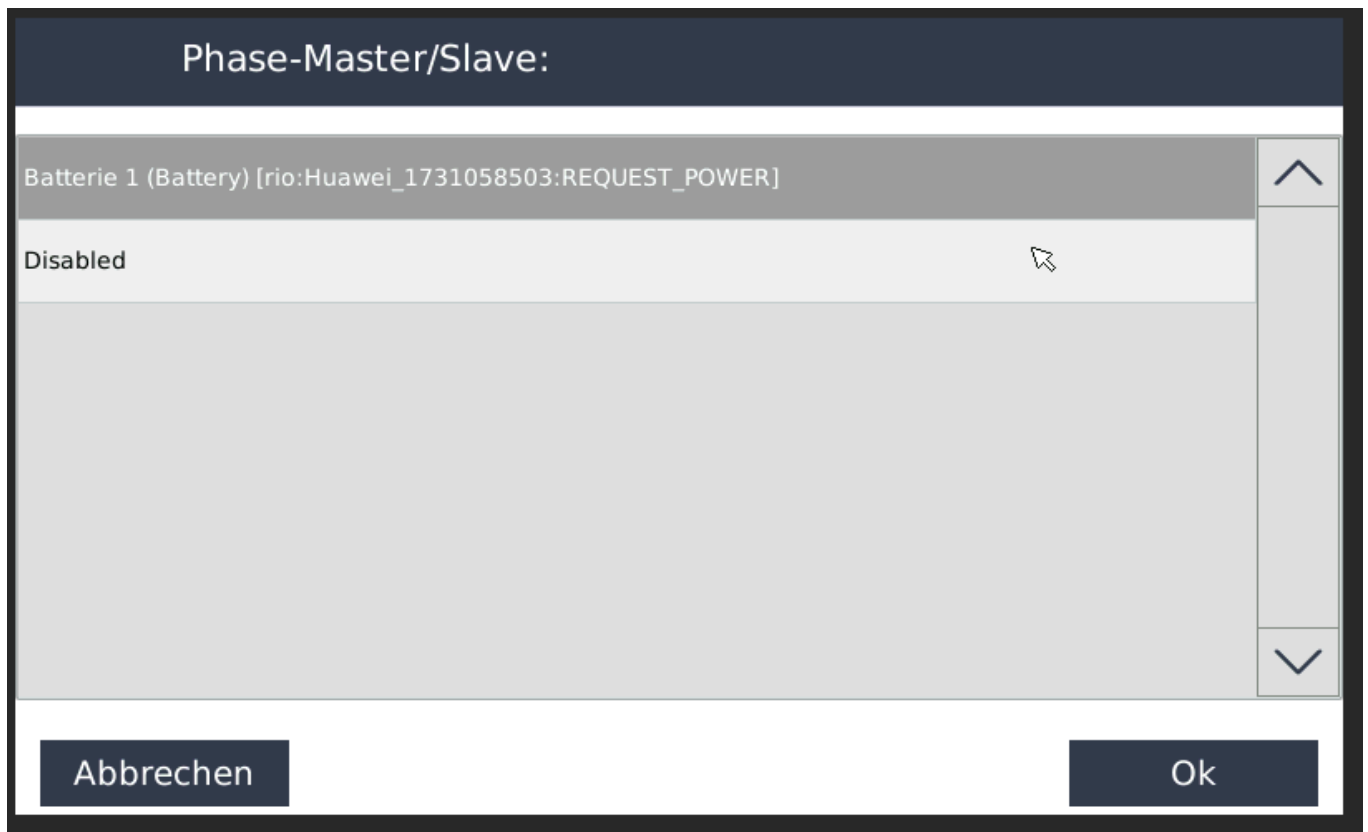 Phase-Master/Slave:
Batterie 1 (Battery) [rio:Huawei_1731058503:REQUEST_POWER]
Disabled
Abbrechen
Ok